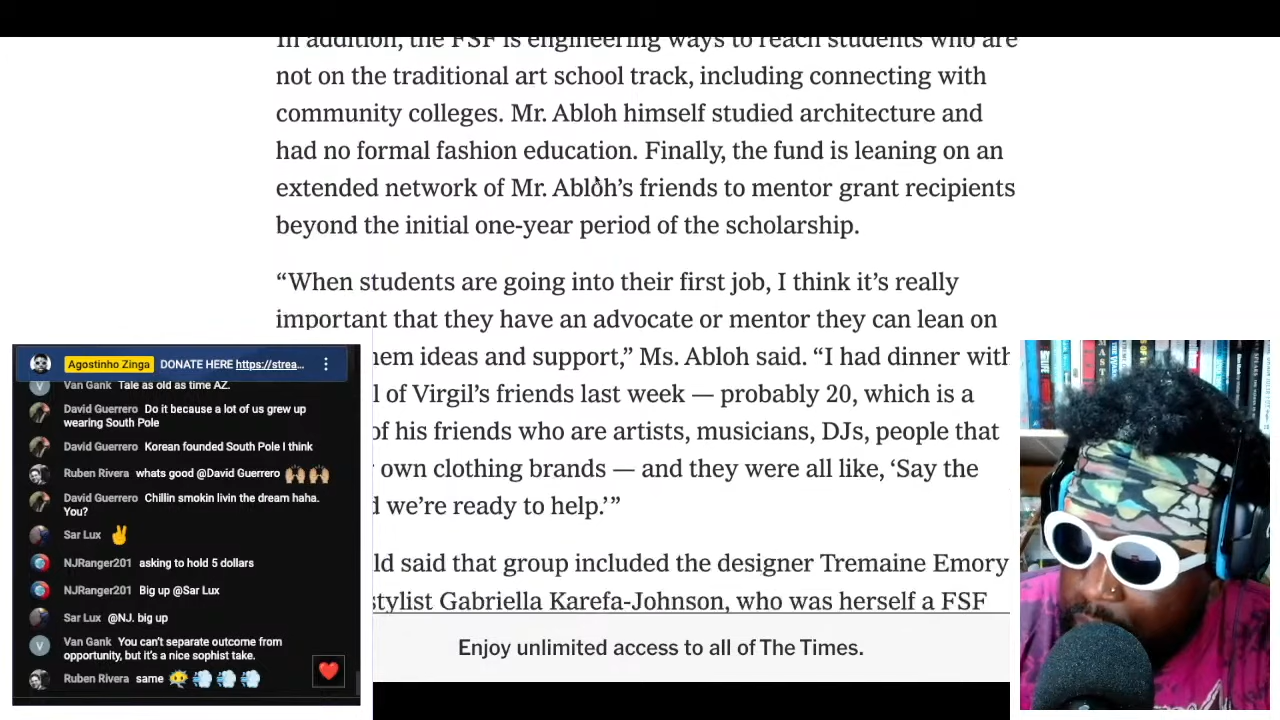 In addition, the FSF is engineering ways to reach students who are
not on the traditional art school track, including connecting with
community colleges. Mr. Abloh himself studied architecture and
had no formal fashion education. Finally, the fund is leaning on an
extended network of Mr. Abloh’s friends to mentor grant recipients
beyond the initial one-year period of the scholarship.
“When students are going into their first job, I think it’s really
important that they have an advocate or mentor they can lean on
hem ideas and support,” Ms. Abloh said. “I had dinner with
l of Virgil’s friends last week — probably 20, which is a
of his friends who are artists, musicians, DJs, people that
own clothing brands — and they were all like, ‘Say the
d we’re ready to help.’”
ld said that group included the designer Tremaine Emory
stylist Gabriella Karefa-Johnson, who was herself a FSF
Enjoy unlimited access to all of The Times.
Agostinho Zinga DONATE HERE https://strea...
Van Gank Tale as old as time AZ.
David Guerrero Do it because a lot of us grew up
wearing South Pole
David Guerrero Korean founded South Pole I think
Ruben Rivera whats good @David Guerrero 🙌🏼🙌🏼
David Guerrero Chillin smokin livin the dream haha.
You?
Sar Lux ✌️
NJRanger201 asking to hold 5 dollars
NJRanger201 Big up @Sar Lux
Sar Lux @NJ. big up
Van Gank You can’t separate outcome from
opportunity, but it’s a nice sophist take.
Ruben Rivera same 💨💨💨